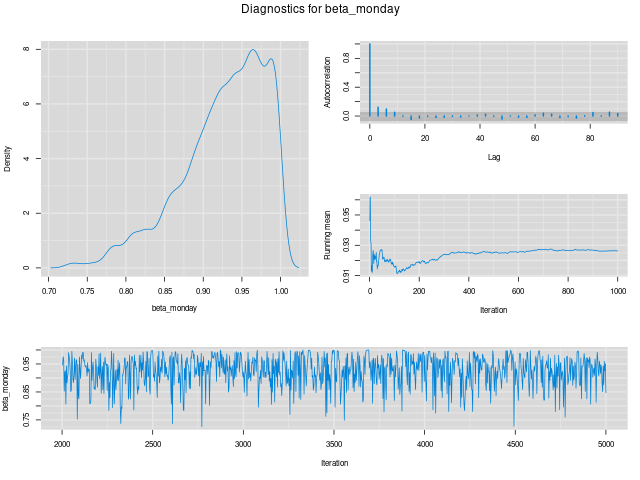 Diagnostics for beta_monday
Density
8
6
4
2
0
0.70 0.75 0.80 0.85 0.90 0.95 1.00
beta_monday
Autocorrelation
0.8
0.4
0.0
0 20 40 60 80
Lag
Running mean
0.95
0.93
0.91
0 200 400 600 800 1000
Iteration
beta_monday
0.95
0.85
0.75
2000 2500 3000 3500 4000 4500 5000
Iteration